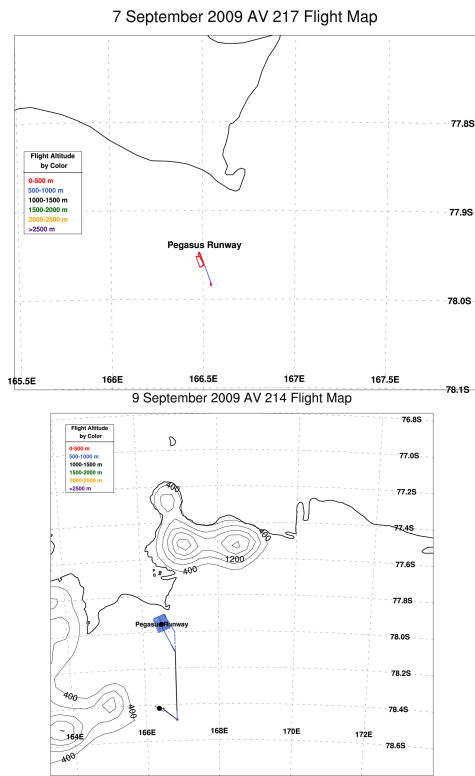 7 September 2009 AV 217 Flight Map
77.8S
Flight Altitude
by Color
0-500 m
500-1000 m
1000-1500 m
1500-2000 m
2000-2500 m
>2500 m
77.9S
Pegasus Runway
78.0S
165.5E 166E 166.5E 167E 167.5E
78.1S
9 September 2009 AV 214 Flight Map
76.8S
Flight Altitude
by Color
0-500 m
500-1000 m
1000-1500 m
1500-2000 m
2000-2500 m
>2500 m
77.0S
77.2S
400
77.4S
400
1200
400
77.6S
77.8S
Pegasus Runway
78.0S
78.2S
400
400
78.4S
164E 166E 168E 170E 172E
78.6S
400